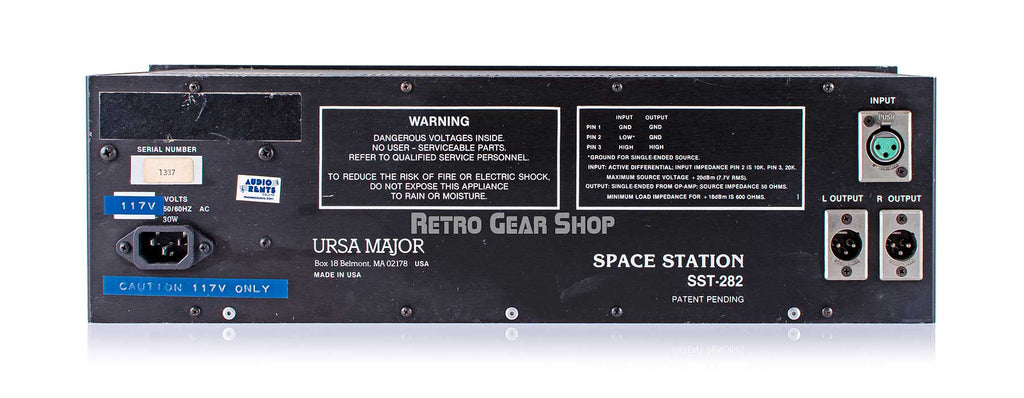 SERIAL NUMBER
1337
117V
VOLTS
50/60HZ AC
30W
AUDIO
RENTS
CAUTION 117V ONLY
WARNING
DANGEROUS VOLTAGES INSIDE.
NO USER - SERVICEABLE PARTS.
REFER TO QUALIFIED SERVICE PERSONNEL.
TO REDUCE THE RISK OF FIRE OR ELECTRIC SHOCK,
DO NOT EXPOSE THIS APPLIANCE
TO RAIN OR MOISTURE.
RETRO GEAR SHOP
URSA MAJOR
Box 18 Belmont, MA 02178 USA
MADE IN USA
INPUT OUTPUT
PIN 1 GND GND
PIN 2 LOW* GND
PIN 3 HIGH HIGH
*GROUND FOR SINGLE-ENDED SOURCE.
INPUT: ACTIVE DIFFERENTIAL; INPUT IMPEDANCE PIN 2 IS 10K, PIN 3, 20K.
MAXIMUM SOURCE VOLTAGE + 20dBm (7.7V RMS).
OUTPUT: SINGLE-ENDED FROM OP-AMP; SOURCE IMPEDANCE 50 OHMS.
MINIMUM LOAD IMPEDANCE FOR + 18dBm IS 600 OHMS.
SPACE STATION
SST-282
PATENT PENDING
INPUT
PUSH
L OUTPUT R OUTPUT